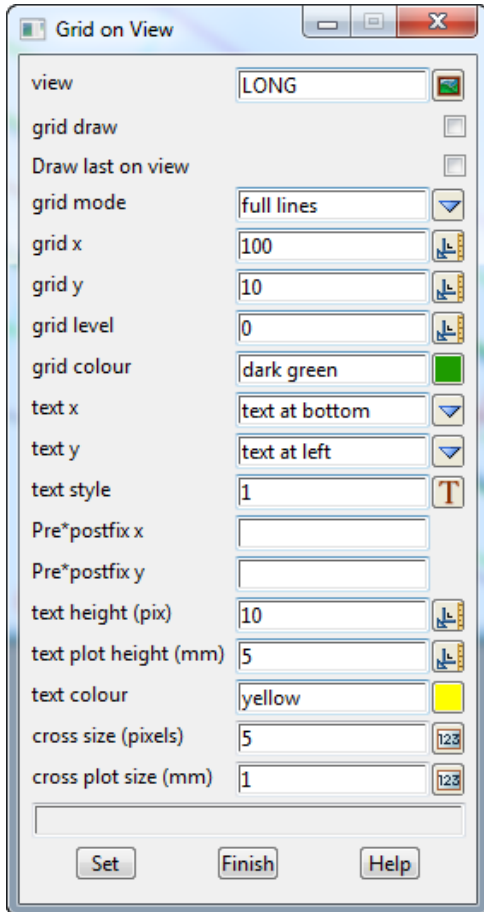 Grid on View
view LONG
grid draw
Draw last on view
grid mode full lines
grid x 100
grid y 10
grid level 0
grid colour dark green
text x text at bottom
text y text at left
text style 1 T
Pre*postfix x
Pre*postfix y
text height (pix) 10
text plot height (mm) 5
text colour yellow
cross size (pixels) 5 123
cross plot size (mm) 1 123
Set Finish Help